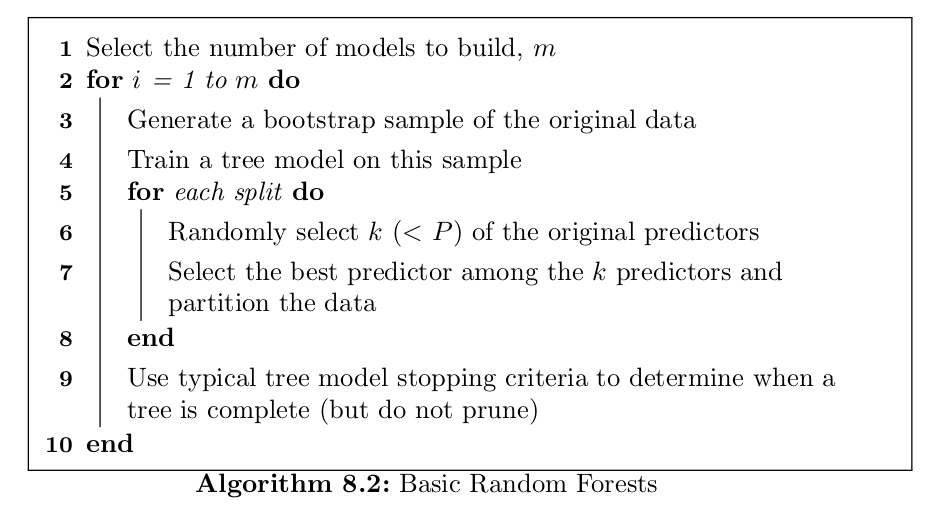 1 Select the number of models to build, m
2 for i = 1 to m do
3 Generate a bootstrap sample of the original data
4 Train a tree model on this sample
5 for each split do
6 Randomly select k (< P) of the original predictors
7 Select the best predictor among the k predictors and
partition the data
8 end
9 Use typical tree model stopping criteria to determine when a
tree is complete (but do not prune)
10 end
Algorithm 8.2: Basic Random Forests